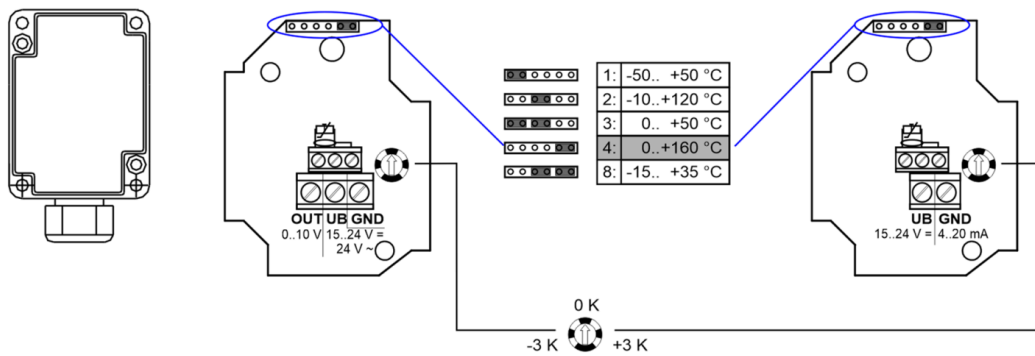 1: -50.. +50 °C
2: -10..+120 °C
3: 0.. +50 °C
4: 0..+160 °C
8: -15.. +35 °C
OUT UB GND
0..10 V 15..24 V =
24 V ~
UB GND
15..24 V = 4..20 mA
0 K
-3 K +3 K